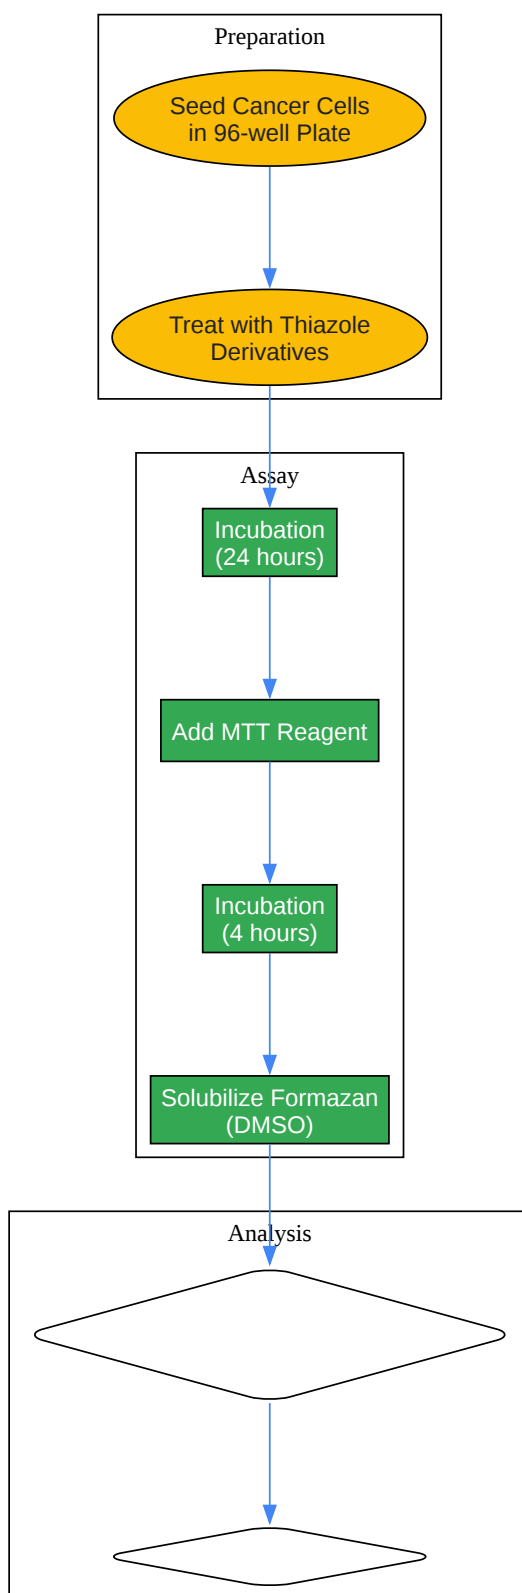 Preparation
Seed Cancer Cells
in 96-well Plate
Treat with Thiazole
Derivatives
Assay
Incubation
(24 hours)
Add MTT Reagent
Incubation
(4 hours)
Solubilize Formazan
(DMSO)
Analysis